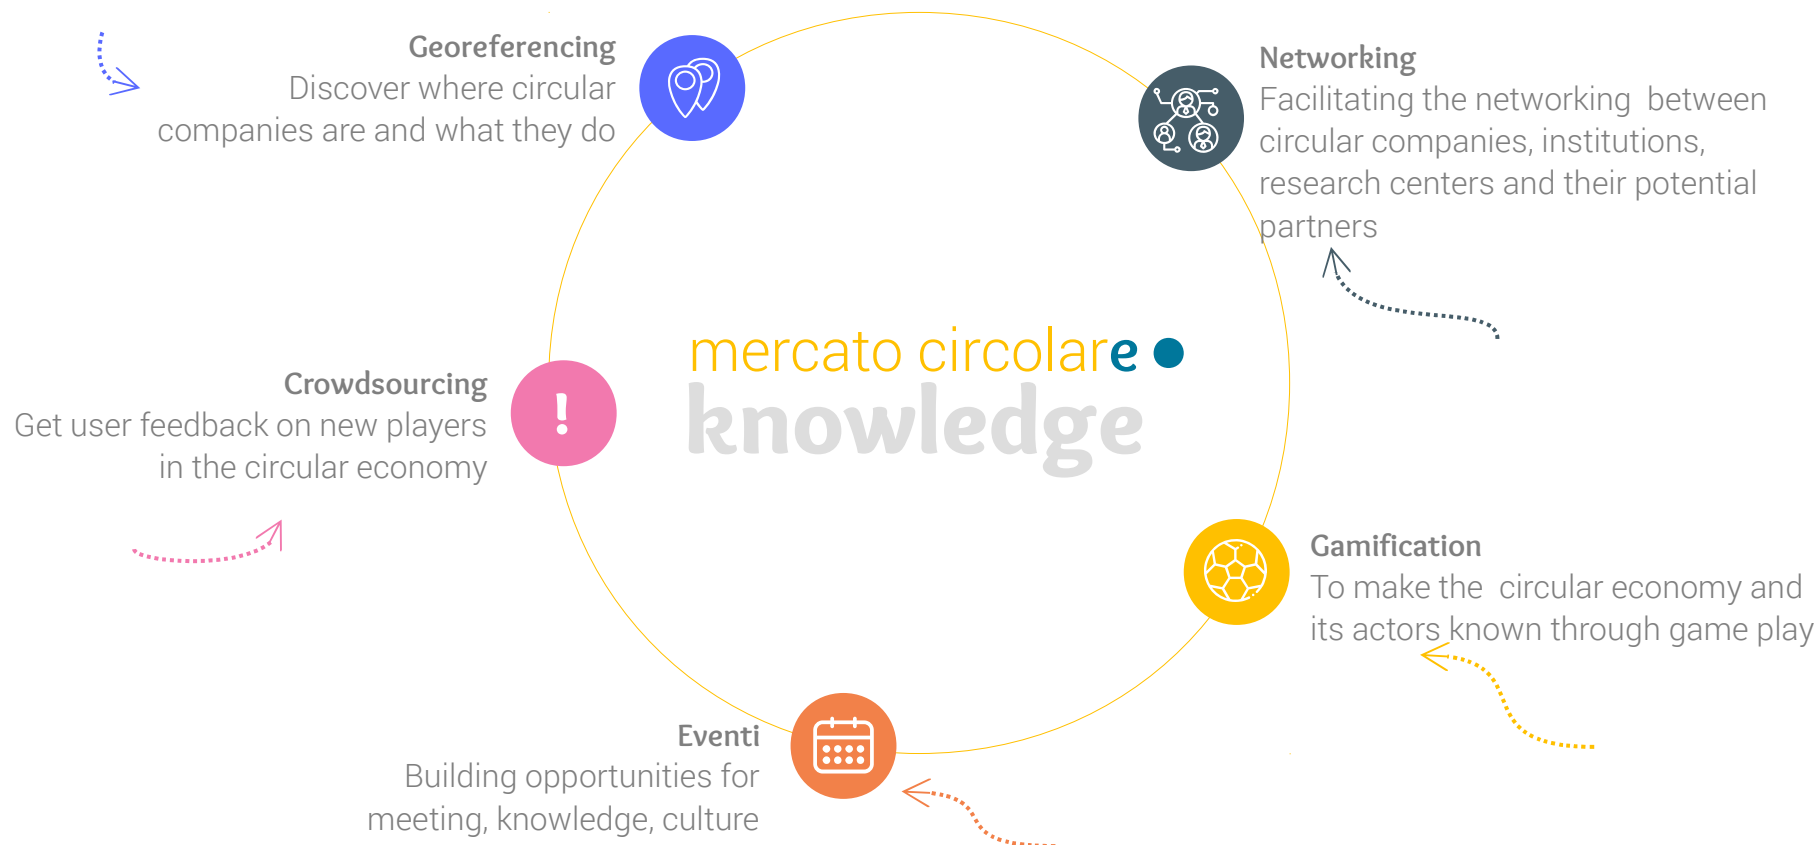 Georeferencing
Discover where circular
companies are and what they do
Networking
Facilitating the networking  between
circular companies, institutions,
research centers and their potential
partners
mercato circolare
knowledge
Crowdsourcing
Get user feedback on new players
in the circular economy
!
Gamification
To make the  circular economy and
its actors known through game play
Eventi
Building opportunities for
meeting, knowledge, culture